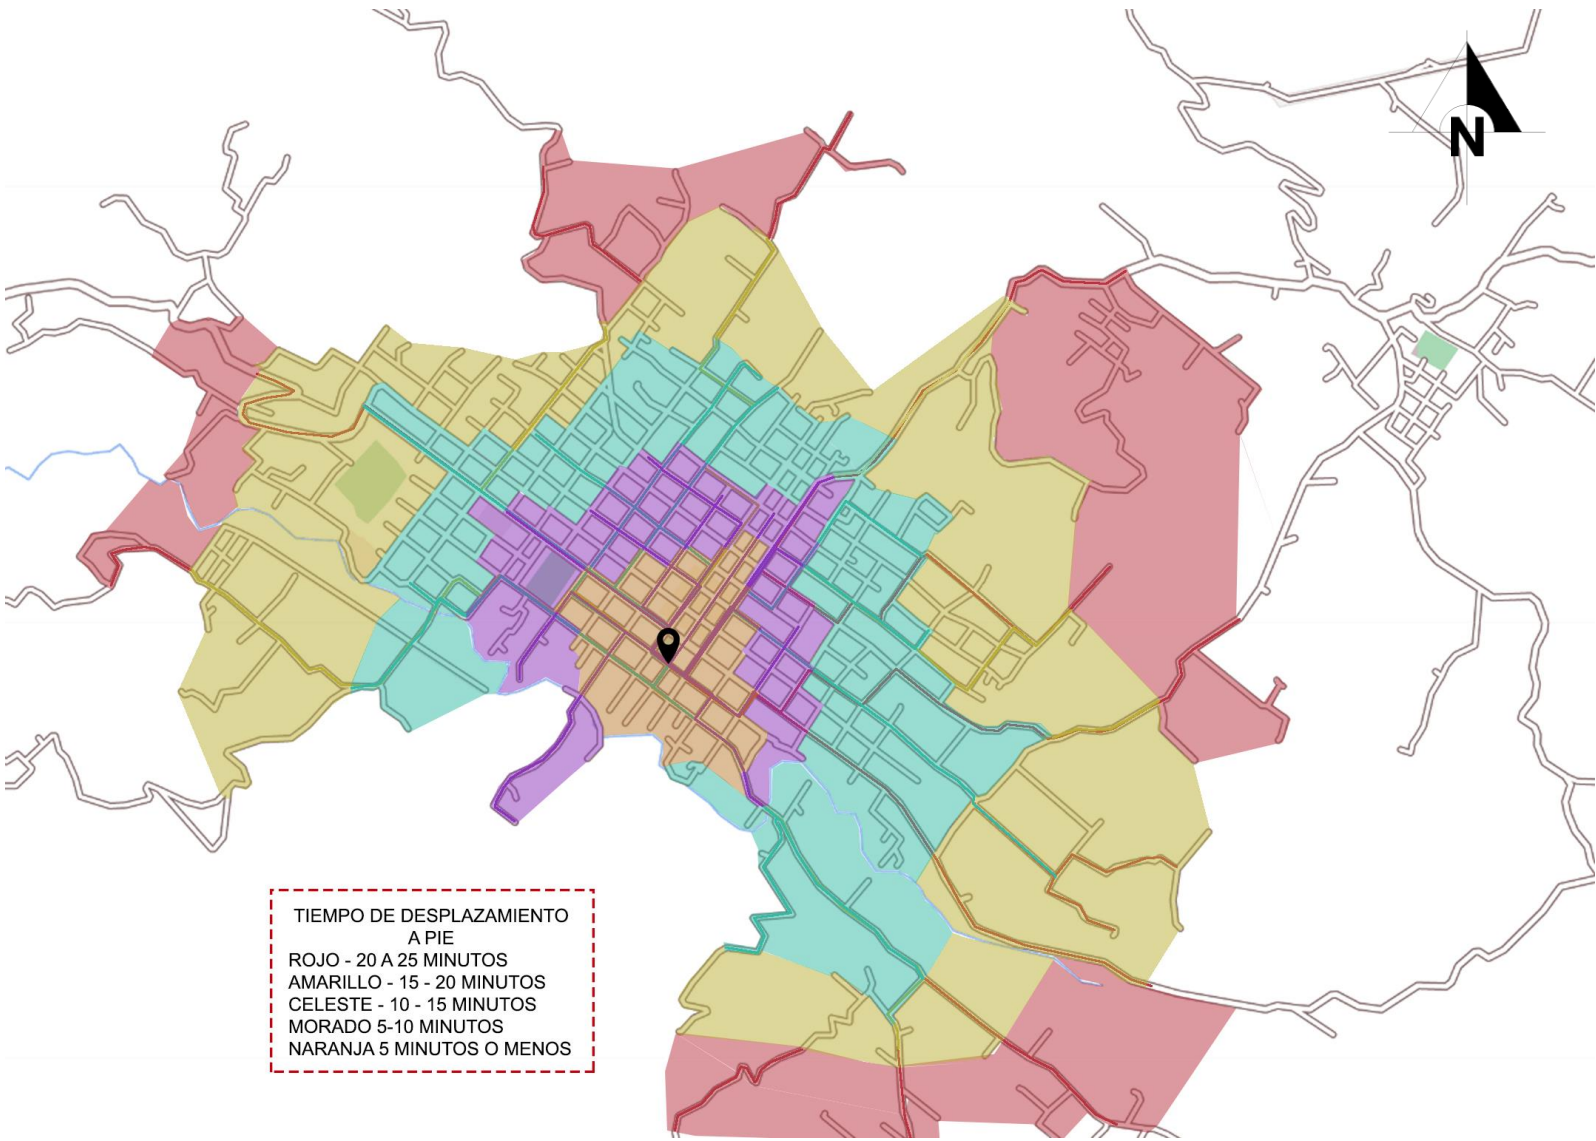 N
TIEMPO DE DESPLAZAMIENTO
A PIE
ROJO - 20 A 25 MINUTOS
AMARILLO - 15 - 20 MINUTOS
CELESTE - 10 - 15 MINUTOS
MORADO 5-10 MINUTOS
NARANJA 5 MINUTOS O MENOS